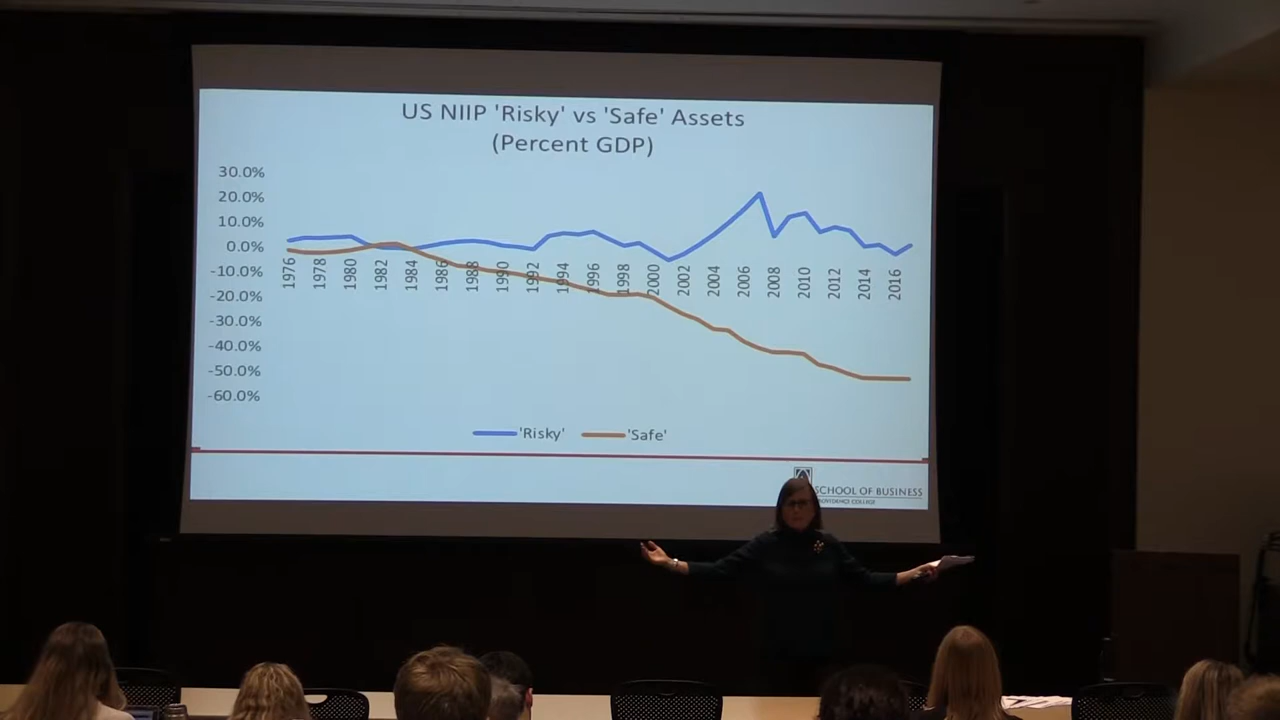 US NIIP 'Risky' vs 'Safe' Assets
(Percent GDP)
30.0%
20.0%
10.0%
0.0%
-10.0%
-20.0%
-30.0%
-40.0%
-50.0%
-60.0%
1976 1978 1980 1982 1984 1986 1988 1990 1992 1994 1996 1998 2000 2002 2004 2006 2008 2010 2012 2014 2016
'Risky' 'Safe'
SCHOOL OF BUSINESS
COLLEGE